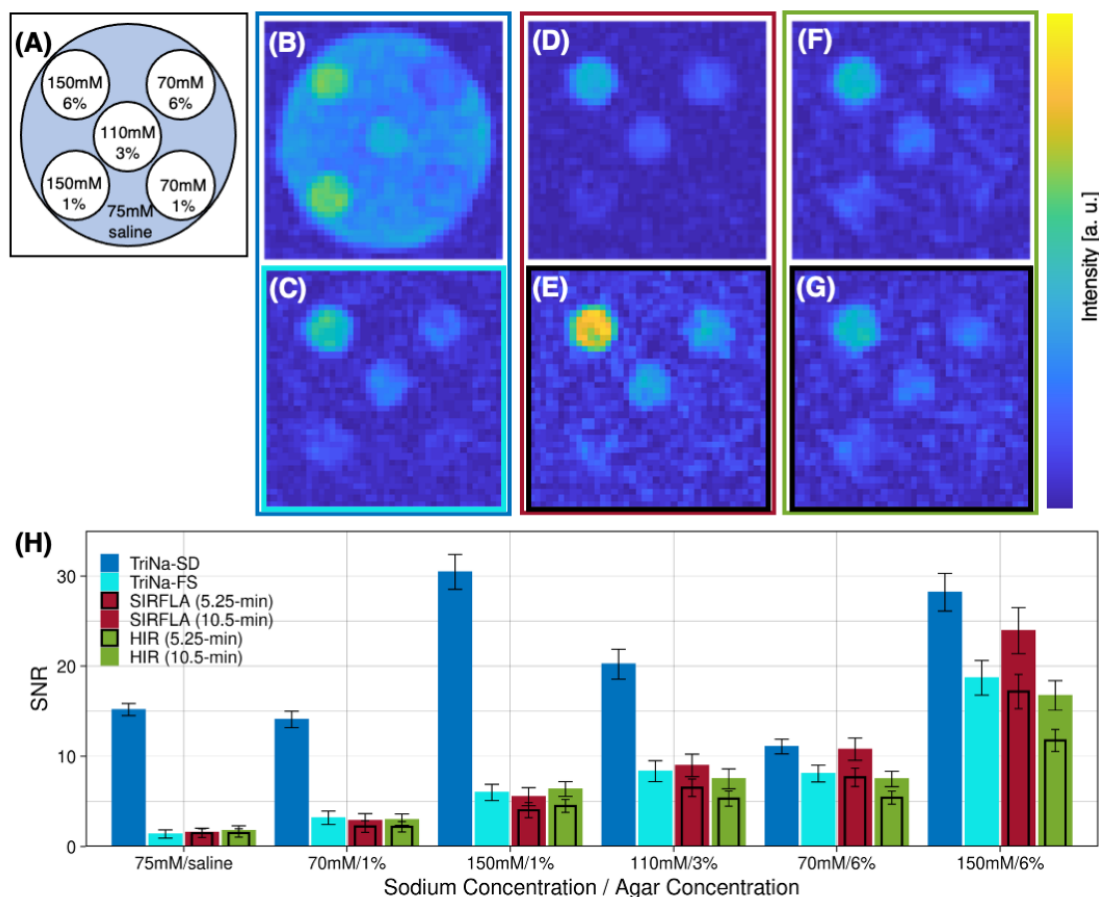 (A)
150mM
6%
70mM
6%
110mM
3%
150mM
1%
70mM
1%
75mM
saline
(B)
(D)
(F)
(C)
(E)
(G)
Intensity [a. u.]
(H)
TriNa-SD
TriNa-FS
SIRFLA (5.25-min)
SIRFLA (10.5-min)
HIR (5.25-min)
HIR (10.5-min)
SNR
30
20
10
0
75mM/saline 70mM/1% 150mM/1% 110mM/3% 70mM/6% 150mM/6%
Sodium Concentration / Agar Concentration